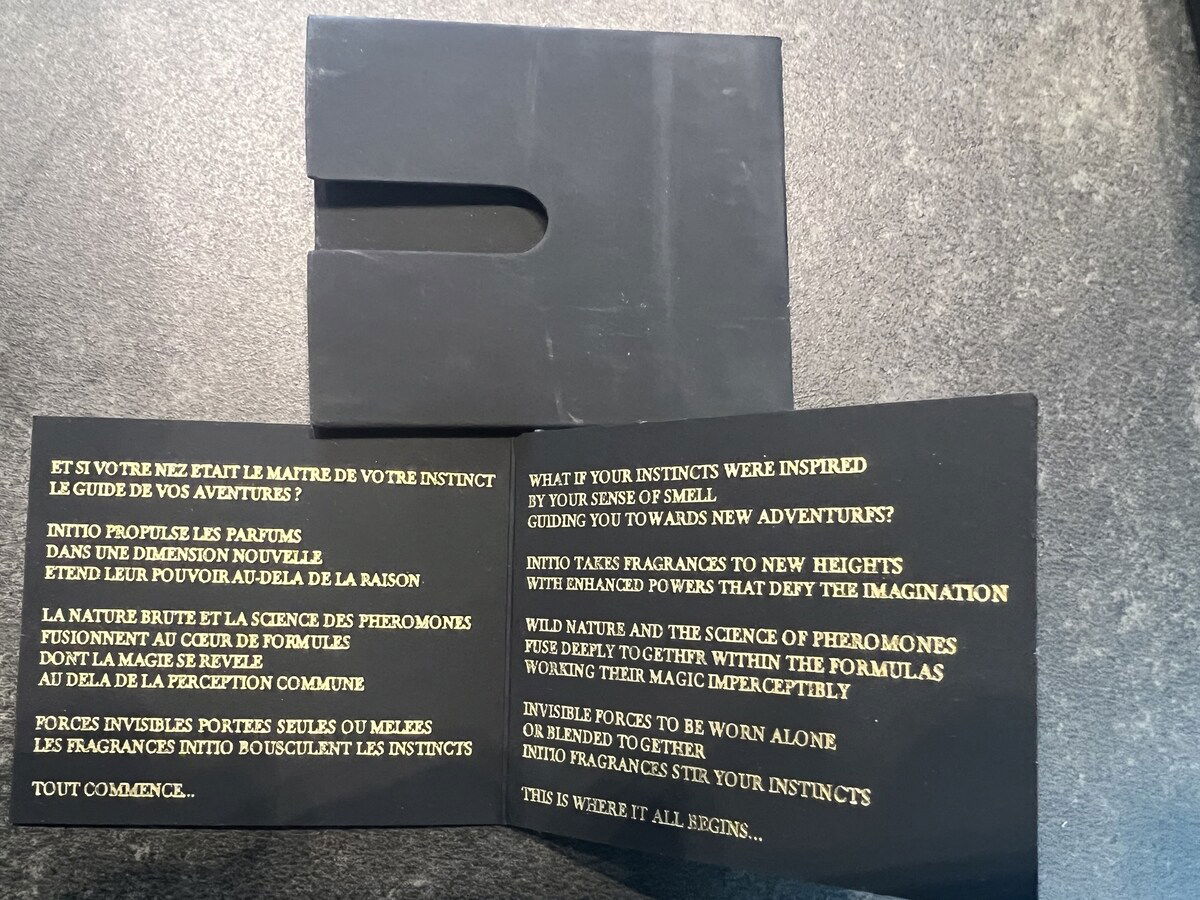 ET SI VOTRE NEZ ETAIT LE MAITRE DE VOTRE INSTINCT
LE GUIDE DE VOS AVENTURES ?
INITIO PROPULSE LES PARFUMS
DANS UNE DIMENSION NOUVELLE
ETEND LEUR POUVOIR AU-DELA DE LA RAISON
LA NATURE BRUTE ET LA SCIENCE DES PHEROMONES
FUSIONNENT AU CŒUR DE FORMULES
DONT LA MAGIE SE REVELE
AU DELA DE LA PERCEPTION COMMUNE
FORCES INVISIBLES PORTEES SEULES OU MELEES
LES FRAGRANCES INITIO BOUSCULENT LES INSTINCTS
TOUT COMMENCE...
WHAT IF YOUR INSTINCTS WERE INSPIRED
BY YOUR SENSE OF SMELL
GUIDING YOU TOWARDS NEW ADVENTURES?
INITIO TAKES FRAGRANCES TO NEW HEIGHTS
WITH ENHANCED POWERS THAT DEFY THE IMAGINATION
WILD NATURE AND THE SCIENCE OF PHEROMONES
FUSE DEEPLY TOGETHER WITHIN THE FORMULAS
WORKING THEIR MAGIC IMPERCEPTIBLY
INVISIBLE FORCES TO BE WORN ALONE
OR BLENDED TOGETHER
INITIO FRAGRANCES STIR YOUR INSTINCTS
THIS IS WHERE IT ALL BEGINS...